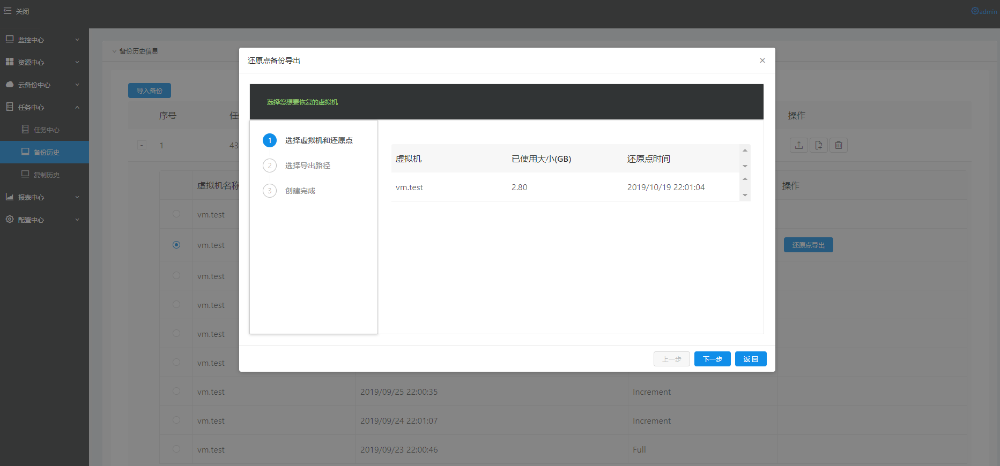 关闭
admin
监控中心
资源中心
云备份中心
任务中心
任务中心
备份历史
复制历史
报表中心
配置中心
备份历史信息
导入备份
序号
操作
- 1 43
虚拟机名称
操作
vm.test
vm.test
还原点导出
vm.test
vm.test
vm.test
vm.test
vm.test 2019/09/25 22:00:35 Increment
vm.test 2019/09/24 22:01:07 Increment
vm.test 2019/09/23 22:00:46 Full
还原点备份导出
选择您想要恢复的虚拟机
1 选择虚拟机和还原点
2 选择导出路径
3 创建完成
虚拟机 已使用大小(GB) 还原点时间
vm.test 2.80 2019/10/19 22:01:04
上一步 下一步 返回